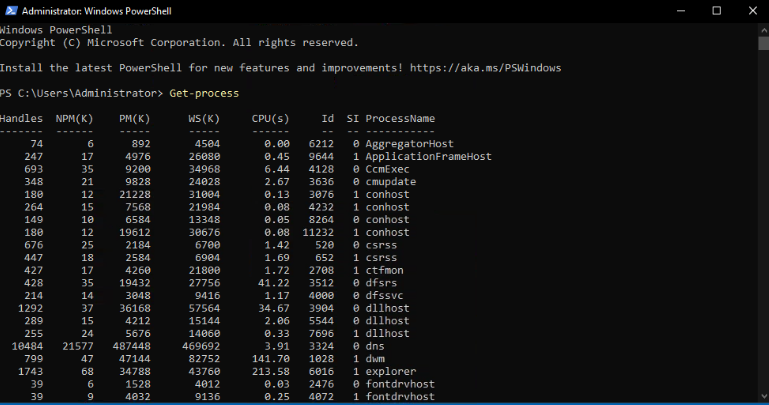 Administrator: Windows PowerShell
Windows PowerShell
Copyright (C) Microsoft Corporation. All rights reserved.
Install the latest PowerShell for new features and improvements! https://aka.ms/PSWindows
PS C:\Users\Administrator> Get-process
Handles NPM(K) PM(K) WS(K) CPU(s) Id SI ProcessName
------- ------ ----- ----- ------ -- -- -----------
74 6 892 4504 0.00 6212 0 AggregatorHost
247 17 4976 26080 0.45 9644 1 ApplicationFrameHost
693 35 9200 34968 6.44 4128 0 CcmExec
348 21 9828 24028 2.67 3636 0 cmupdate
180 12 21228 31004 0.13 3076 1 conhost
264 15 7568 21984 0.08 4232 1 conhost
149 10 6584 13348 0.05 8264 0 conhost
180 12 19612 30676 0.08 11232 1 conhost
676 25 2184 6700 1.42 520 0 csrss
447 18 2584 6904 1.69 652 1 csrss
427 17 4260 21800 1.72 2708 1 ctfmon
428 35 19432 27756 41.22 3512 0 dfsrs
214 14 3048 9416 1.17 4000 0 dfssvc
1292 37 36168 57564 34.67 3904 0 dllhost
289 15 4212 15144 2.06 5544 0 dllhost
255 24 5676 14060 0.33 7696 1 dllhost
10484 21577 487448 469692 3.91 3324 0 dns
799 47 47144 82752 141.70 1028 1 dwm
1743 68 34788 43760 213.58 6016 1 explorer
39 6 1528 4012 0.03 2476 0 fontdrvhost
39 9 4032 9136 0.25 4072 1 fontdrvhost